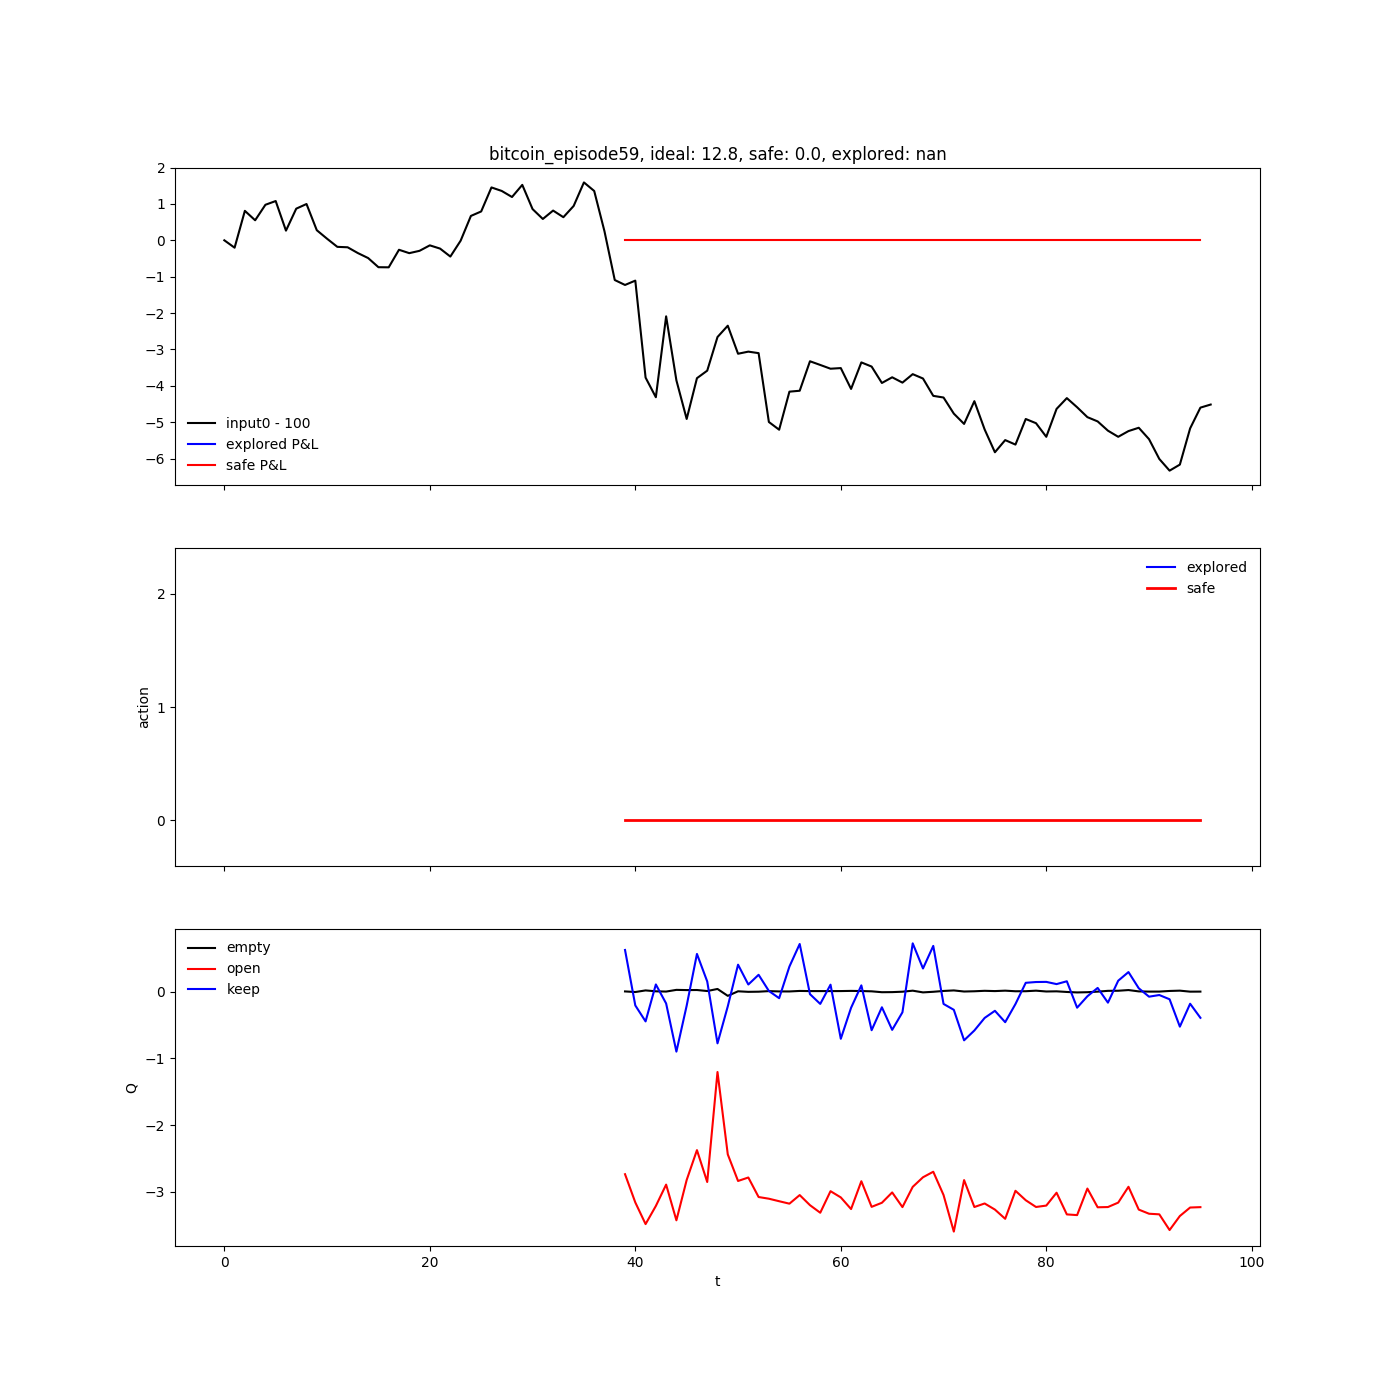 bitcoin_episode59, ideal: 12.8, safe: 0.0, explored: nan
2
1
0
−1
−2
−3
−4
−5
−6
input0 - 100
explored P&L
safe P&L
action
2
1
0
explored
safe
Q
0
−1
−2
−3
empty
open
keep
0 20 40 60 80 100
t